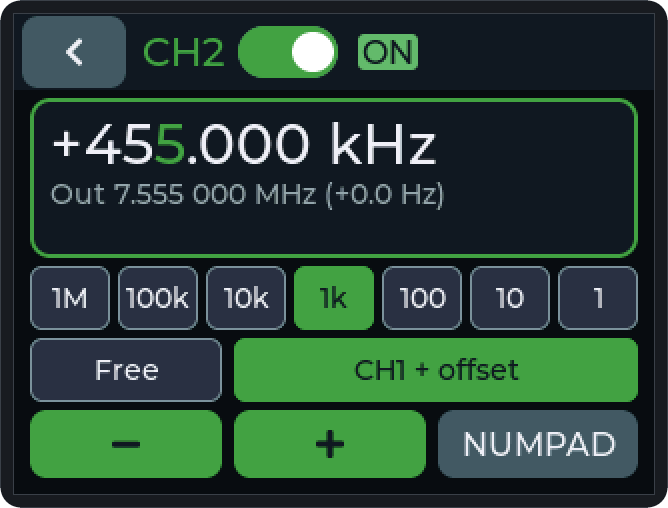 CH2 ON
+455.000 kHz
Out 7.555 000 MHz (+0.0 Hz)
1M 100k 10k 1k 100 10 1
Free CH1 + offset
− + NUMPAD